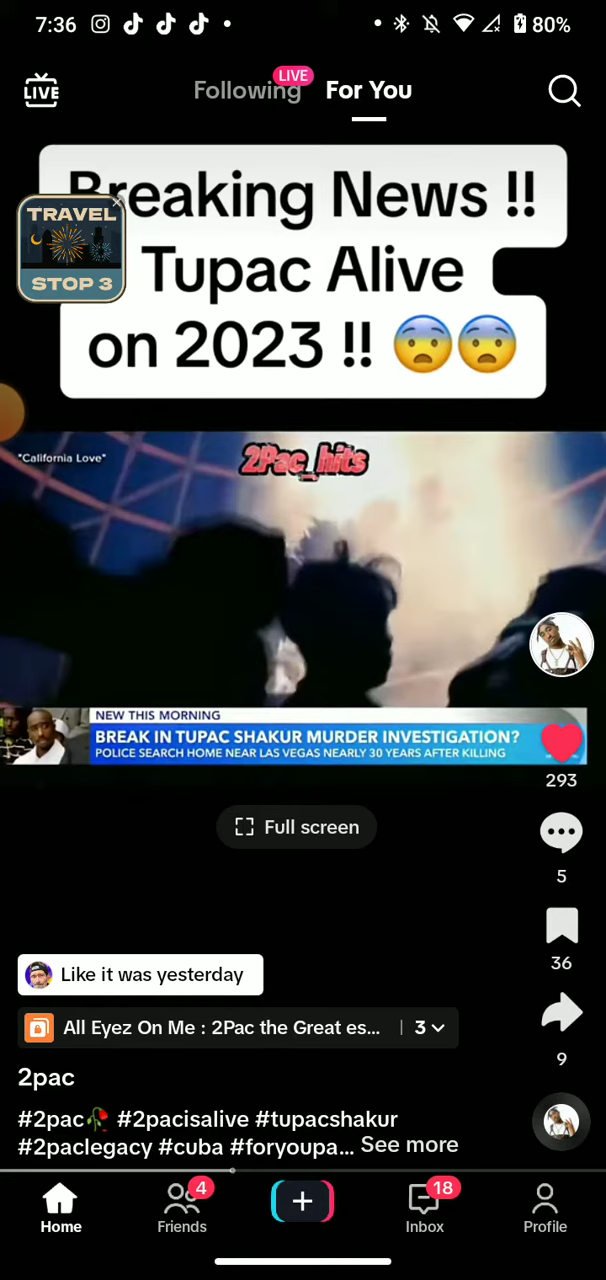 7:36
80%
LIVE
Following
LIVE
For You
Breaking News !!
Tupac Alive
on 2023 !! 😨😨
TRAVEL
STOP 3
"California Love"
2Pac_hits
NEW THIS MORNING
BREAK IN TUPAC SHAKUR MURDER INVESTIGATION?
POLICE SEARCH HOME NEAR LAS VEGAS NEARLY 30 YEARS AFTER KILLING
293
Full screen
5
36
Like it was yesterday
All Eyez On Me : 2Pac the Great es... | 3
9
2pac
#2pac🥀 #2pacisalive #tupacshakur
#2paclegacy #cuba #foryoupa... See more
Home
Friends
4
Inbox
18
Profile